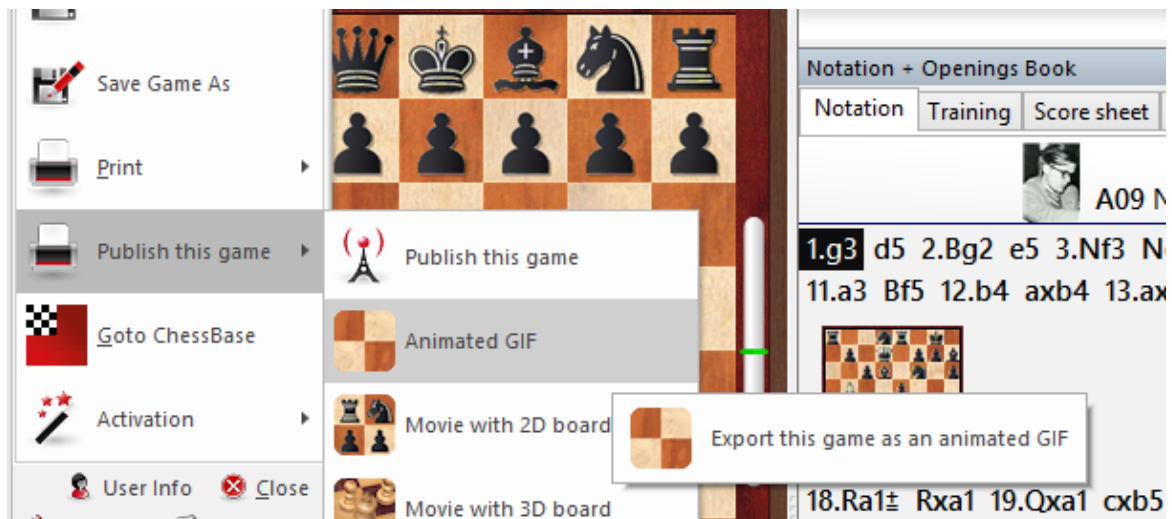 Save Game As
Print
Publish this game
Goto ChessBase
Activation
User Info
Close
Publish this game
Animated GIF
Movie with 2D board
Movie with 3D board
Export this game as an animated GIF
Notation + Openings Book
Notation Training Score sheet
A09
1.g3 d5 2.Bg2 e5 3.Nf3
11.a3 Bf5 12.b4 axb4
18.Ra1± Rxa1 19.Qxa1 cxb5